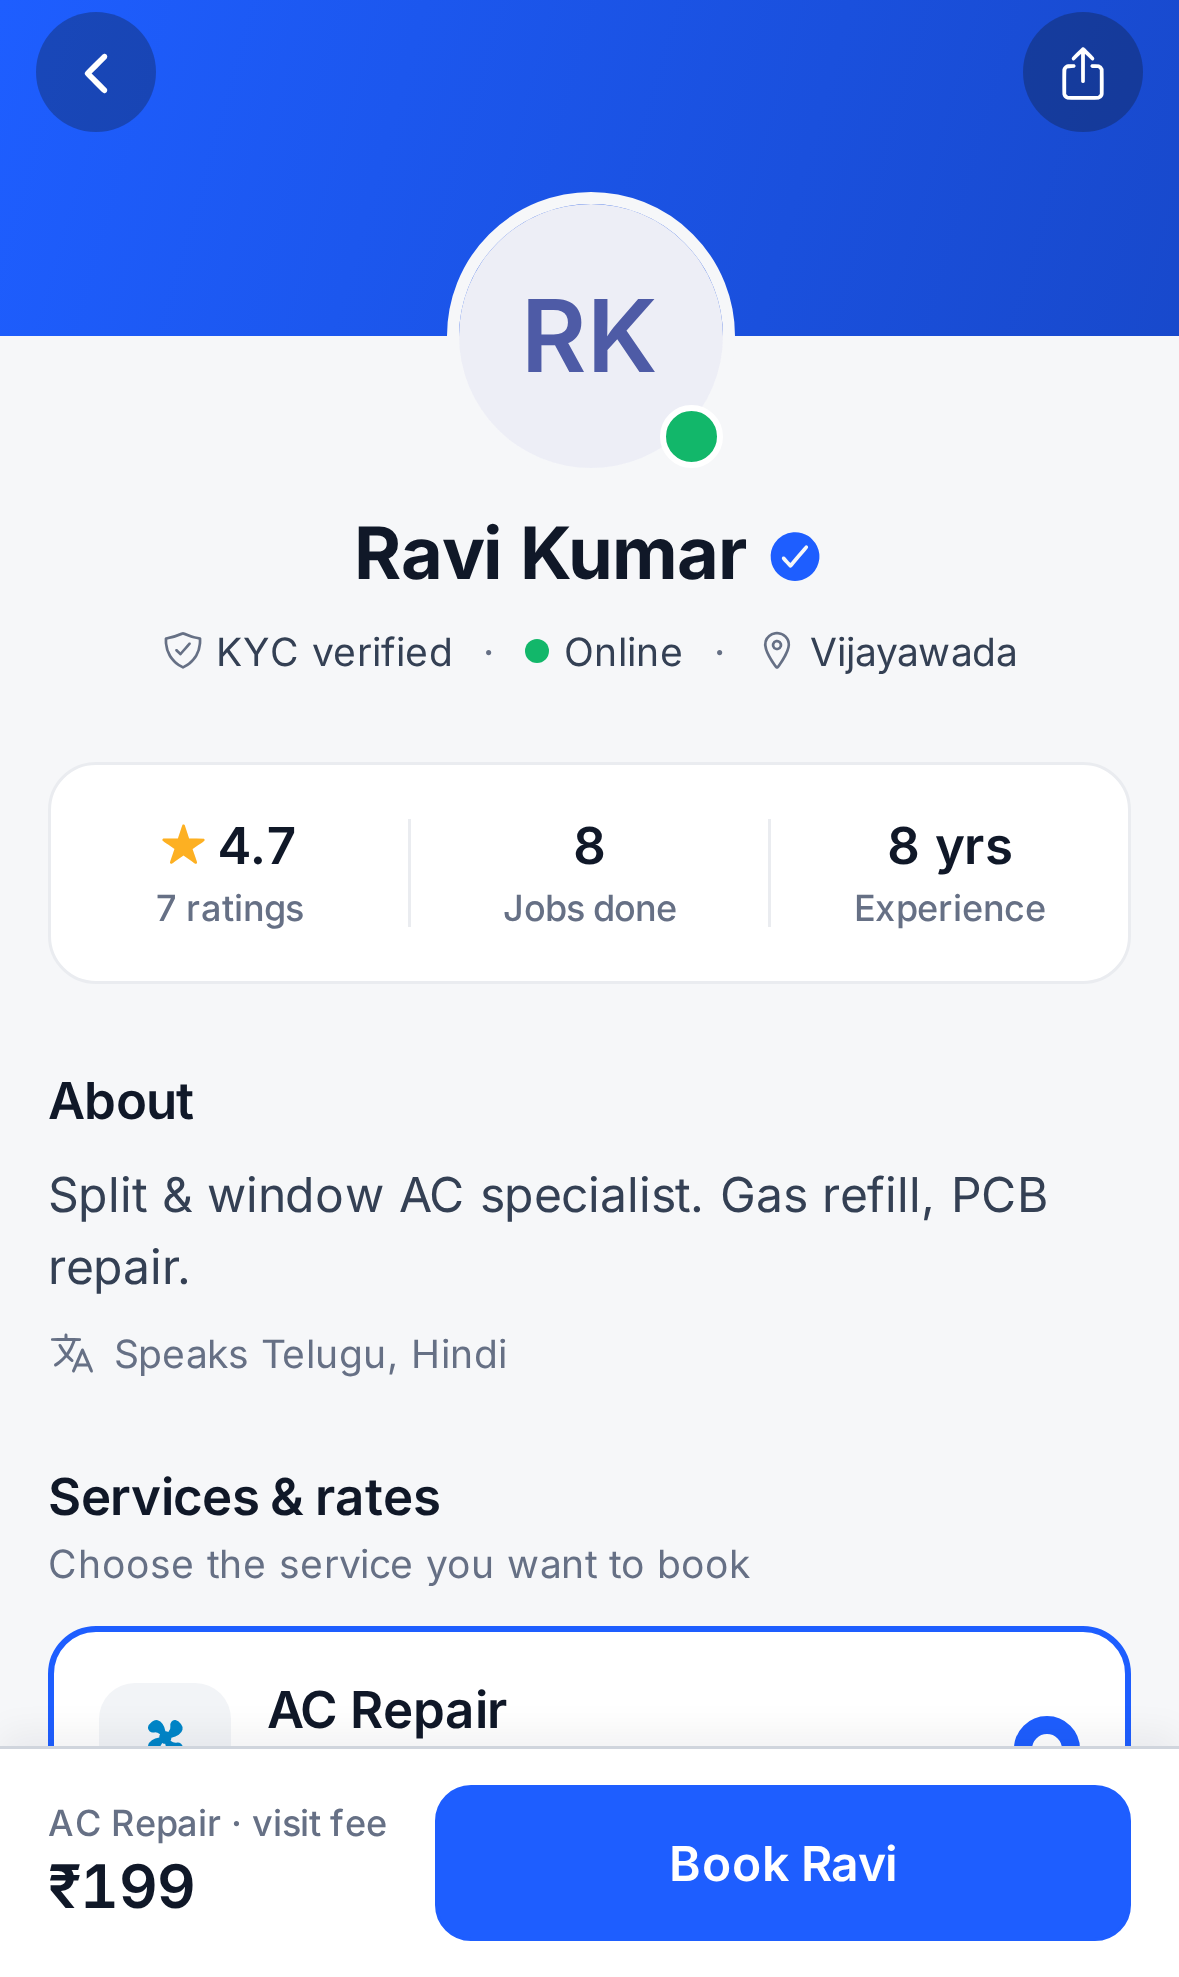 RK
Ravi Kumar
KYC verified · Online · Vijayawada
4.7 8 8 yrs
7 ratings Jobs done Experience
About
Split & window AC specialist. Gas refill, PCB
repair.
Speaks Telugu, Hindi
Services & rates
Choose the service you want to book
AC Repair
AC Repair · visit fee
₹199
Book Ravi